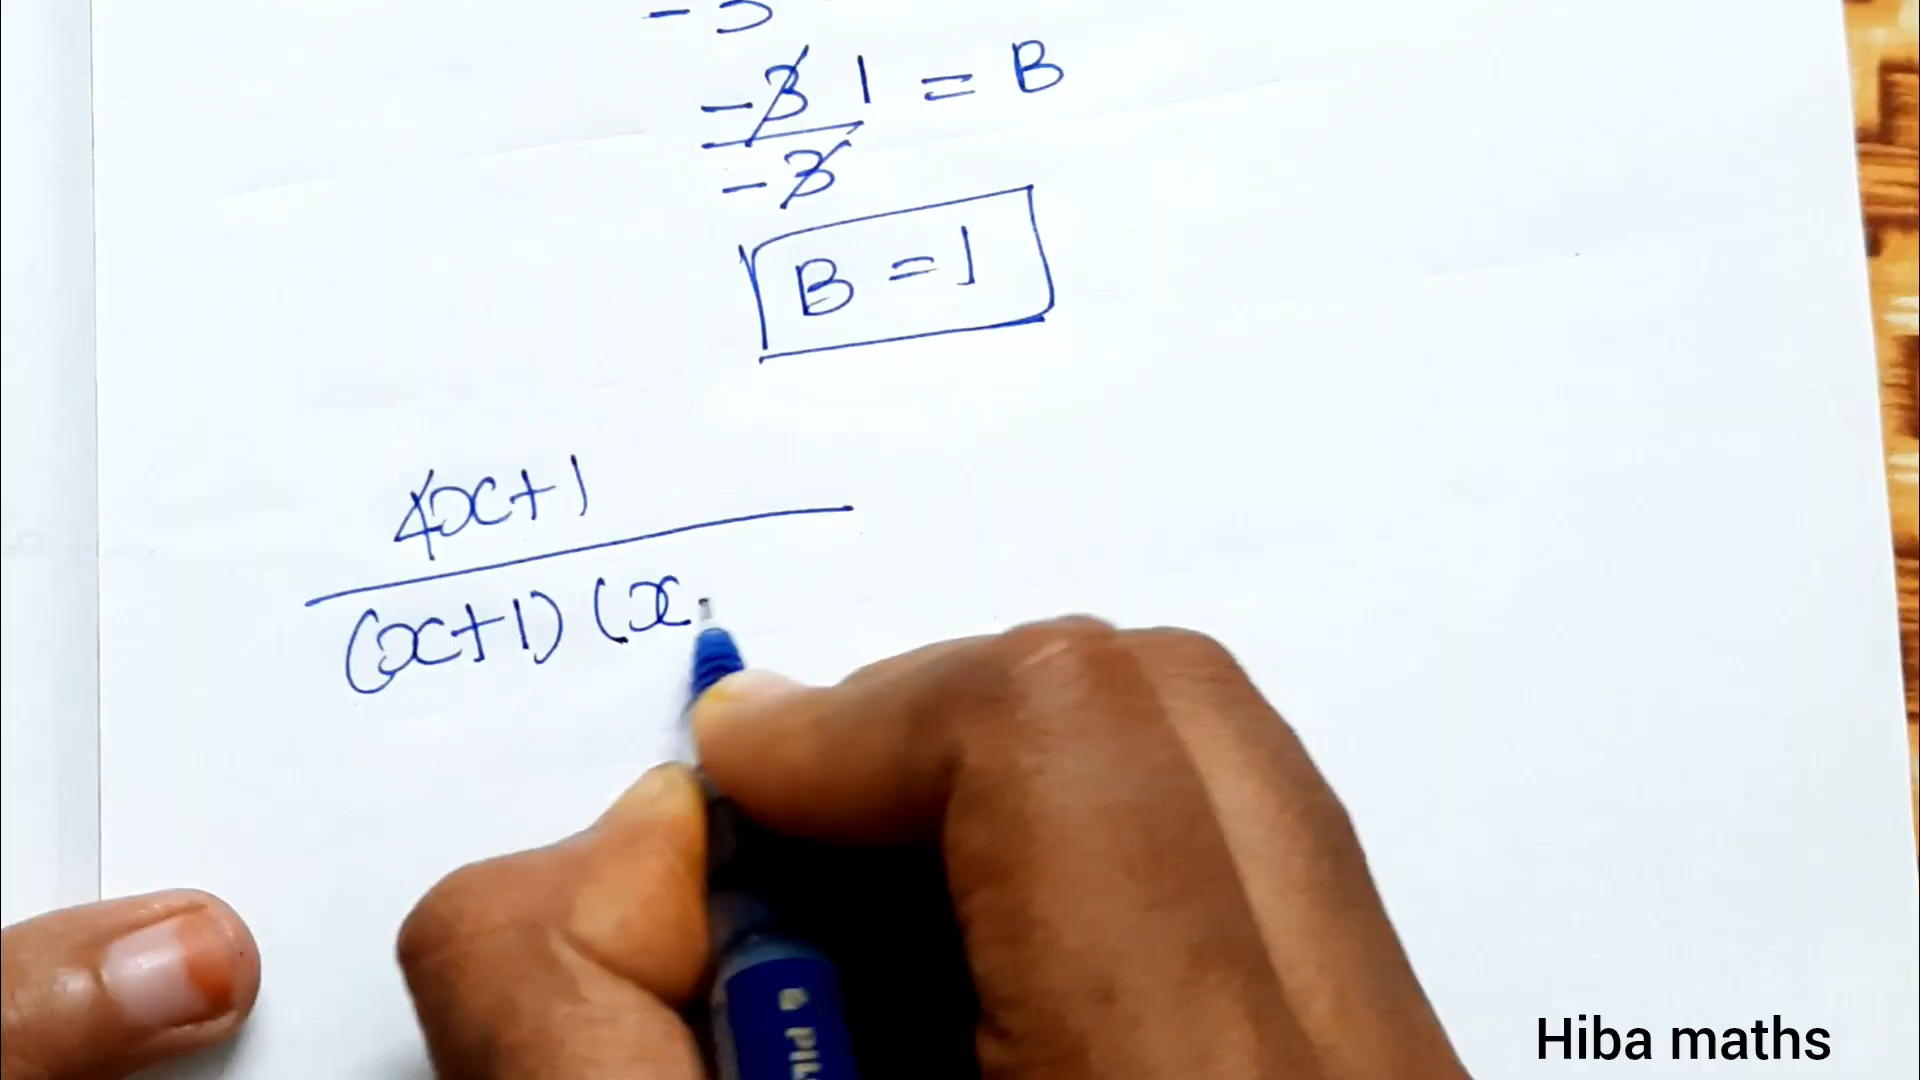 -3 1 = B
-3
B = 1
4x+1
(x+1) (x
Hiba maths